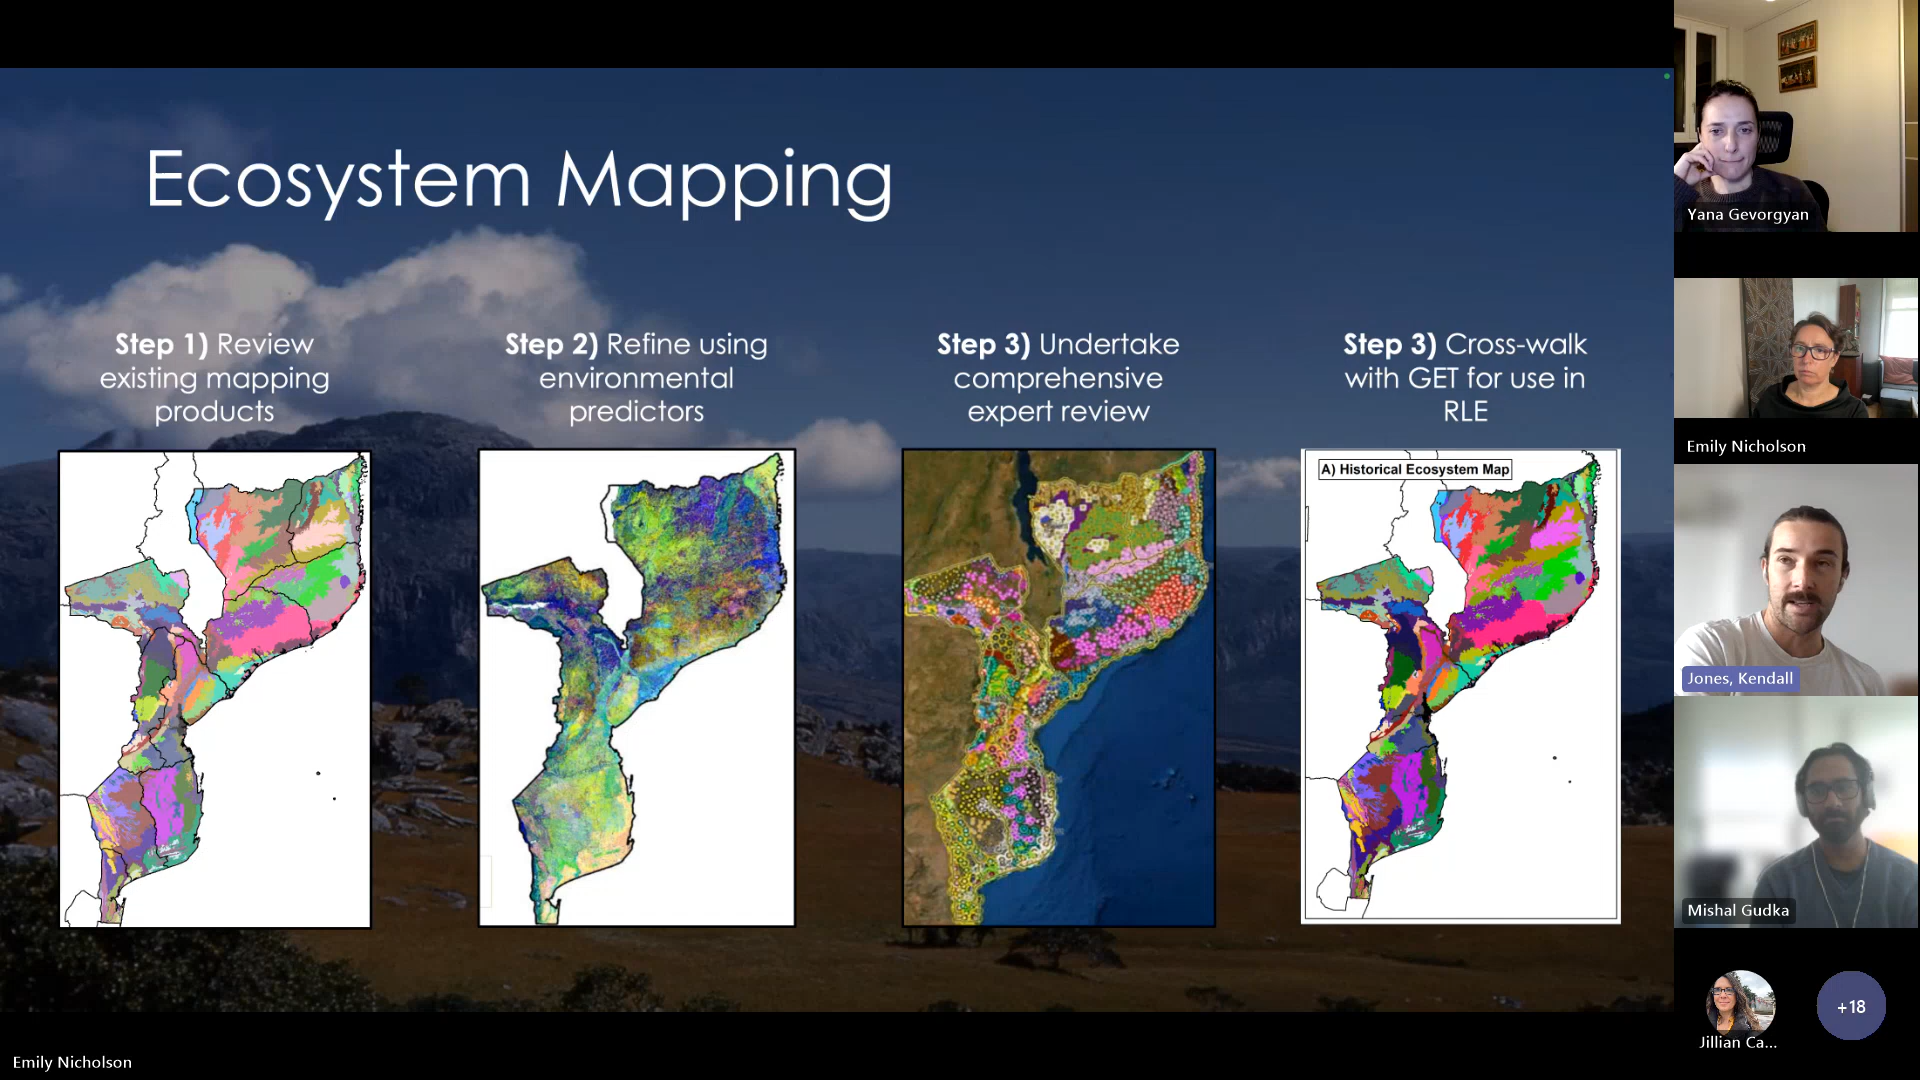 Ecosystem Mapping
Step 1) Review
existing mapping
products
Step 2) Refine using
environmental
predictors
Step 3) Undertake
comprehensive
expert review
Step 3) Cross-walk
with GET for use in
RLE
A) Historical Ecosystem Map
Yana Gevorgyan
Emily Nicholson
Jones, Kendall
Mishal Gudka
Jillian Ca...
+18
Emily Nicholson